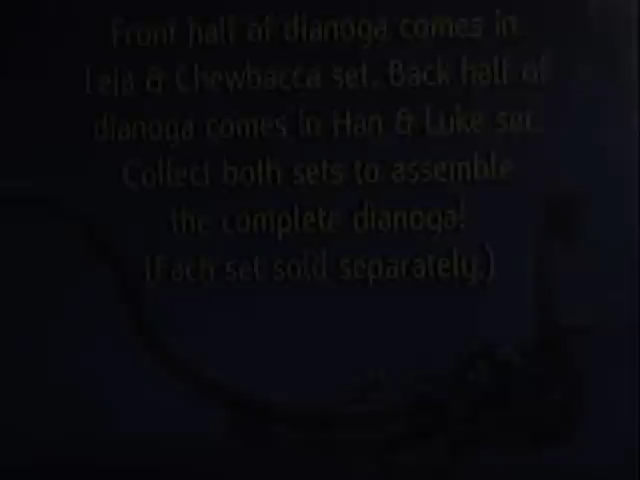 Front half of dianoga comes in
Leia & Chewbacca set. Back half of
dianoga comes in Han & Luke set.
Collect both sets to assemble
the complete dianoga!
(Each set sold separately.)